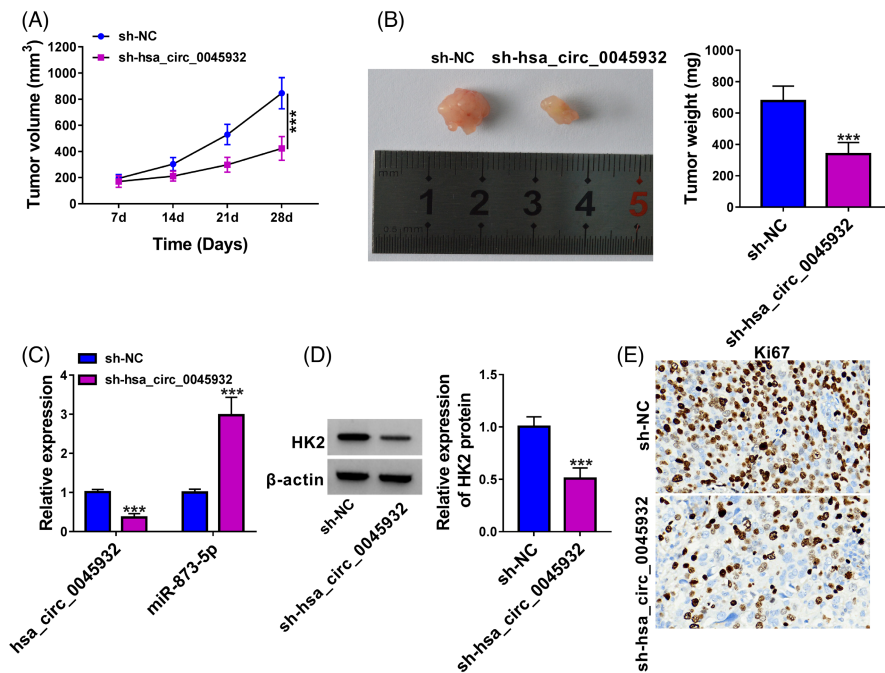 (A)
sh-NC
sh-hsa_circ_0045932
Tumor volume (mm³)
1200
1000
800
600
400
200
0
7d 14d 21d 28d
Time (Days)
***
(B)
sh-NC sh-hsa_circ_0045932
mm
1 2 3 4 5
0.5 mm
Tumor weight (mg)
1000
800
600
400
200
0
***
sh-NC
sh-hsa_circ_0045932
(C)
sh-NC
sh-hsa_circ_0045932
Relative expression
4
3
2
1
0
***
***
hsa_circ_0045932
miR-873-5p
(D)
HK2
β-actin
sh-NC
sh-hsa_circ_0045932
Relative expression
of HK2 protein
1.5
1.0
0.5
0.0
***
sh-NC
sh-hsa_circ_0045932
(E)
Ki67
sh-NC
sh-hsa_circ_0045932